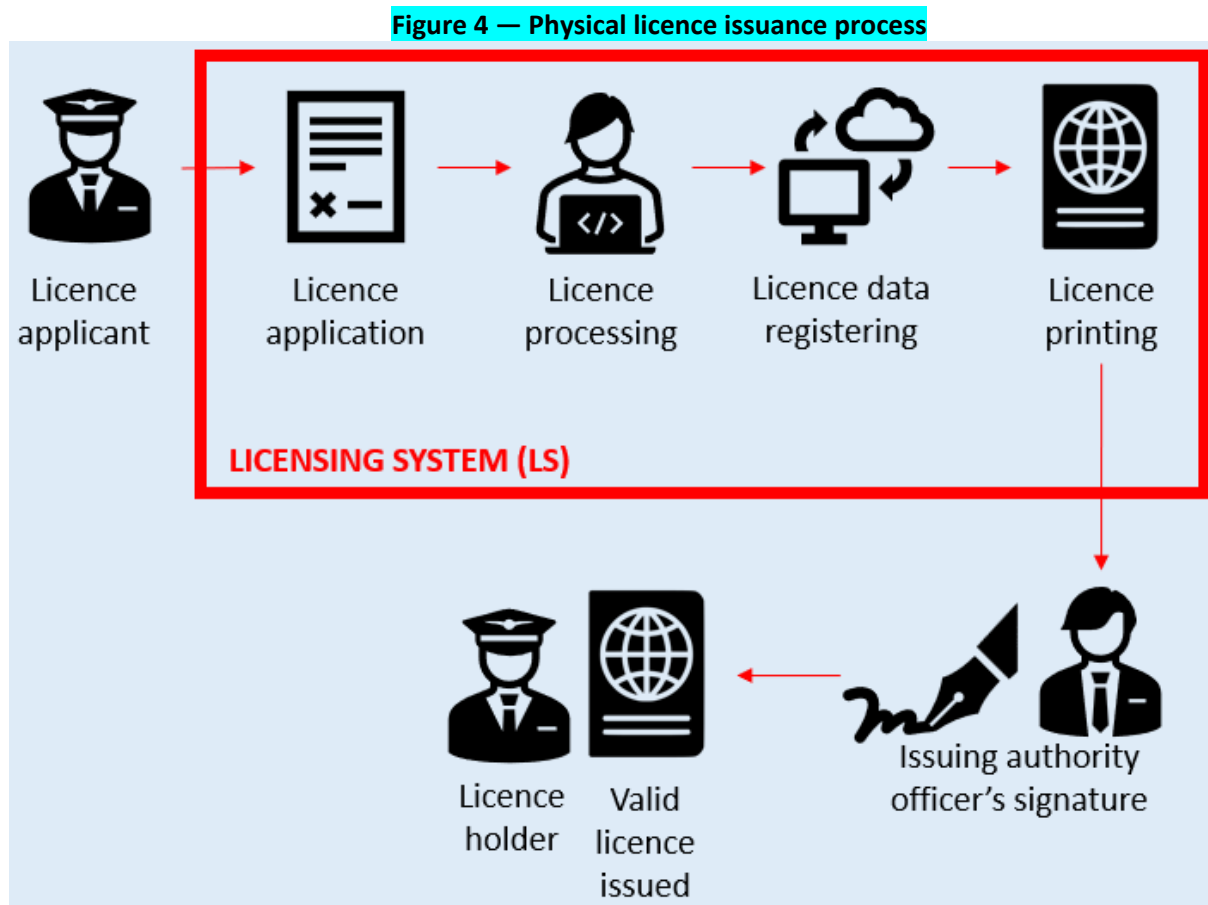 Figure 4 — Physical licence issuance process
Licence
applicant
Licence
application
</>
Licence
processing
Licence data
registering
Licence
printing
LICENSING SYSTEM (LS)
Licence
holder
Valid
licence
issued
Issuing authority
officer's signature